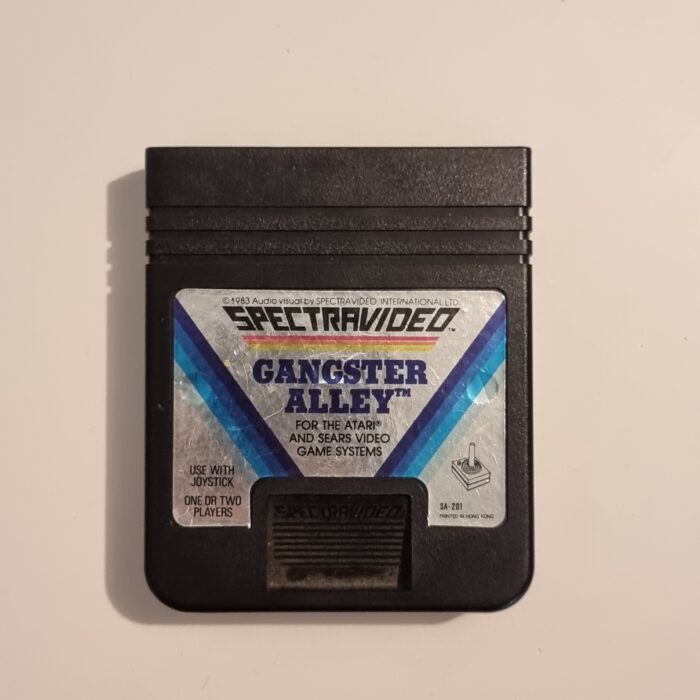 ©1983 Audio visual by SPECTRAVIDEO INTERNATIONAL LTD.
SPECTRAVIDEO™
GANGSTER
ALLEY™
FOR THE ATARI®
AND SEARS VIDEO
GAME SYSTEMS
USE WITH
JOYSTICK
ONE OR TWO
PLAYERS
SA-201
PRINTED IN HONG KONG
SPECTRAVIDEO